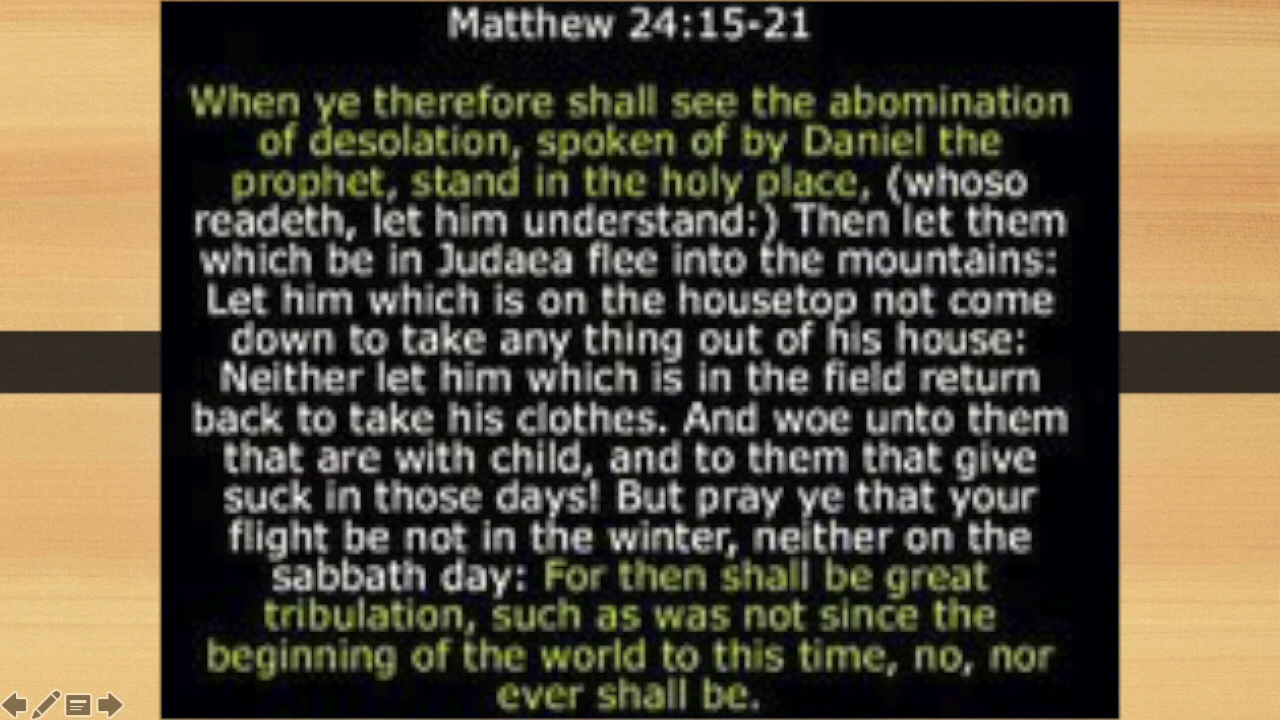 Matthew 24:15-21
When ye therefore shall see the abomination
of desolation, spoken of by Daniel the
prophet, stand in the holy place, (whoso
readeth, let him understand:) Then let them
which be in Judaea flee into the mountains:
Let him which is on the housetop not come
down to take any thing out of his house:
Neither let him which is in the field return
back to take his clothes. And woe unto them
that are with child, and to them that give
suck in those days! But pray ye that your
flight be not in the winter, neither on the
sabbath day: For then shall be great
tribulation, such as was not since the
beginning of the world to this time, no, nor
ever shall be.